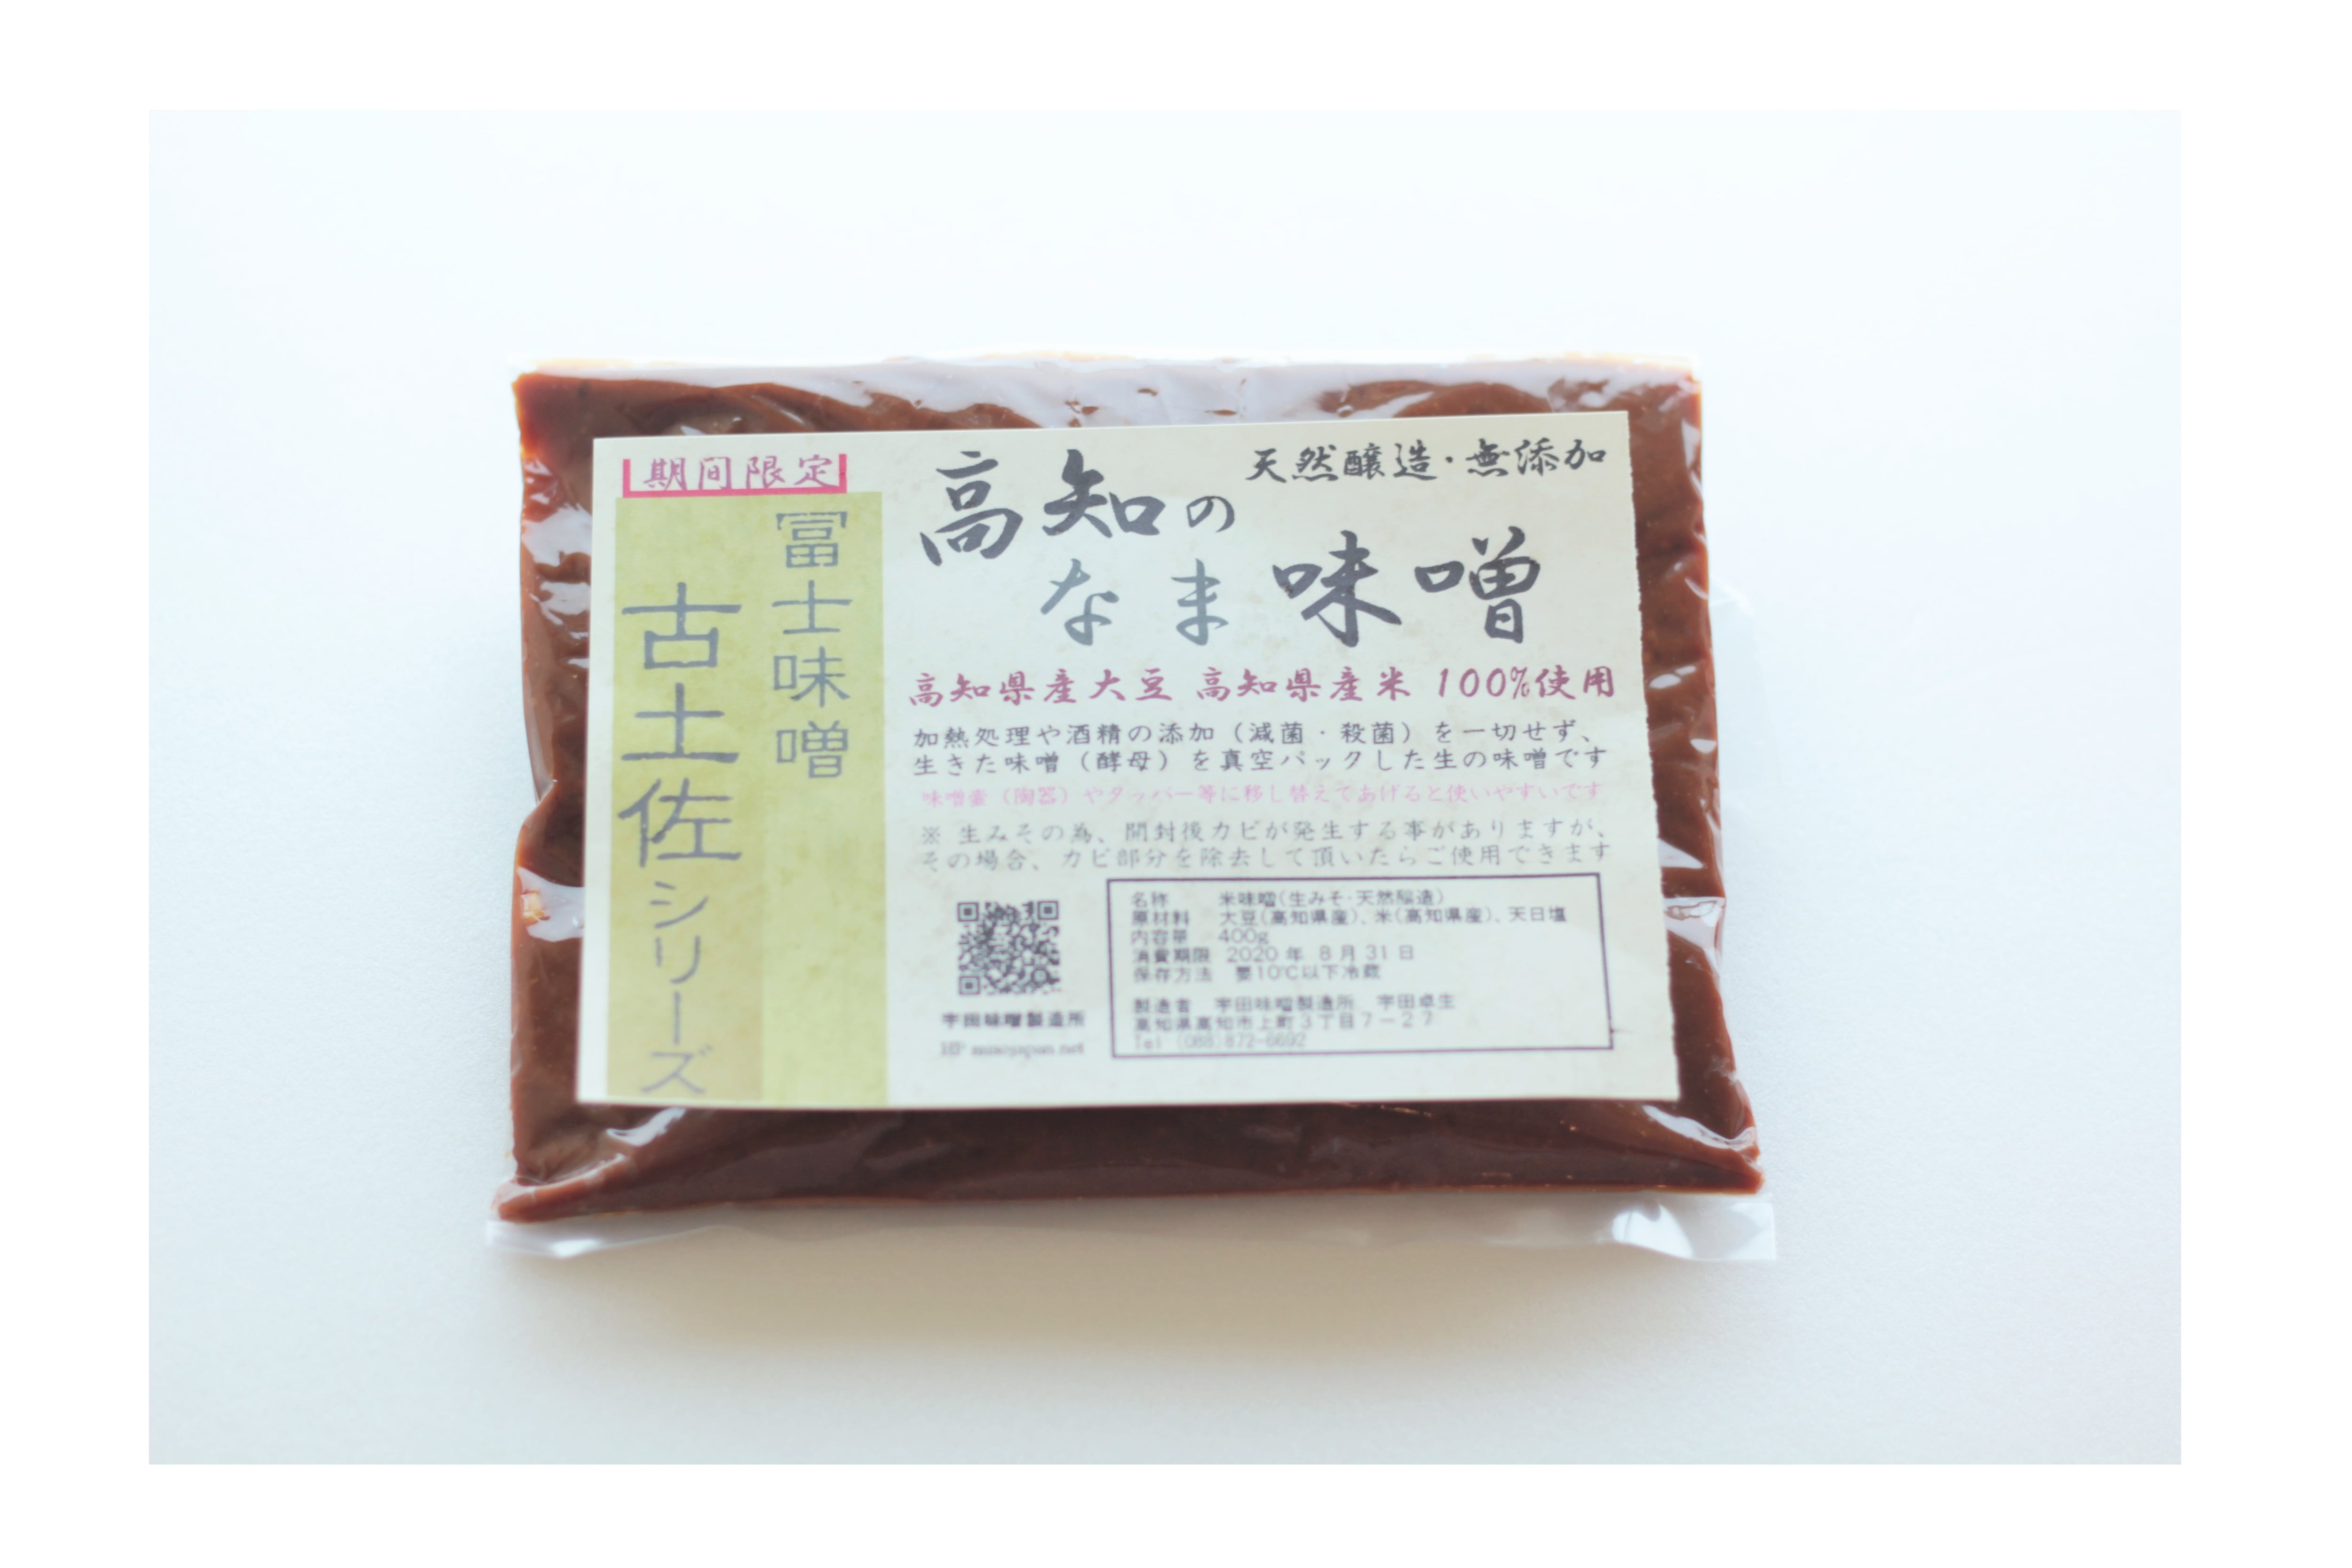 期間限定
冨士味噌
古土佐シリーズ
天然醸造・無添加
高知の
なま味噌
高知県産大豆 高知県産米 100%使用
加熱処理や酒精の添加（減菌・殺菌）を一切せず、
生きた味噌（酵母）を真空パックした生の味噌です
味噌壷（陶器）やタッパー等に移し替えてあげると使いやすいです
※ 生みその為、開封後カビが発生する事がありますが、
その場合、カビ部分を除去して頂いたらご使用できます
宇田味噌製造所
名称 米味噌(生みそ・天然醸造)
原材料 大豆(高知県産)、米(高知県産)、天日塩
内容量 400g
消費期限 2020 年 8 月 31 日
保存方法 要10℃以下冷蔵
製造者 宇田味噌製造所 宇田卓生
高知県高知市上町3丁目7－27
Tel (088)872-6692